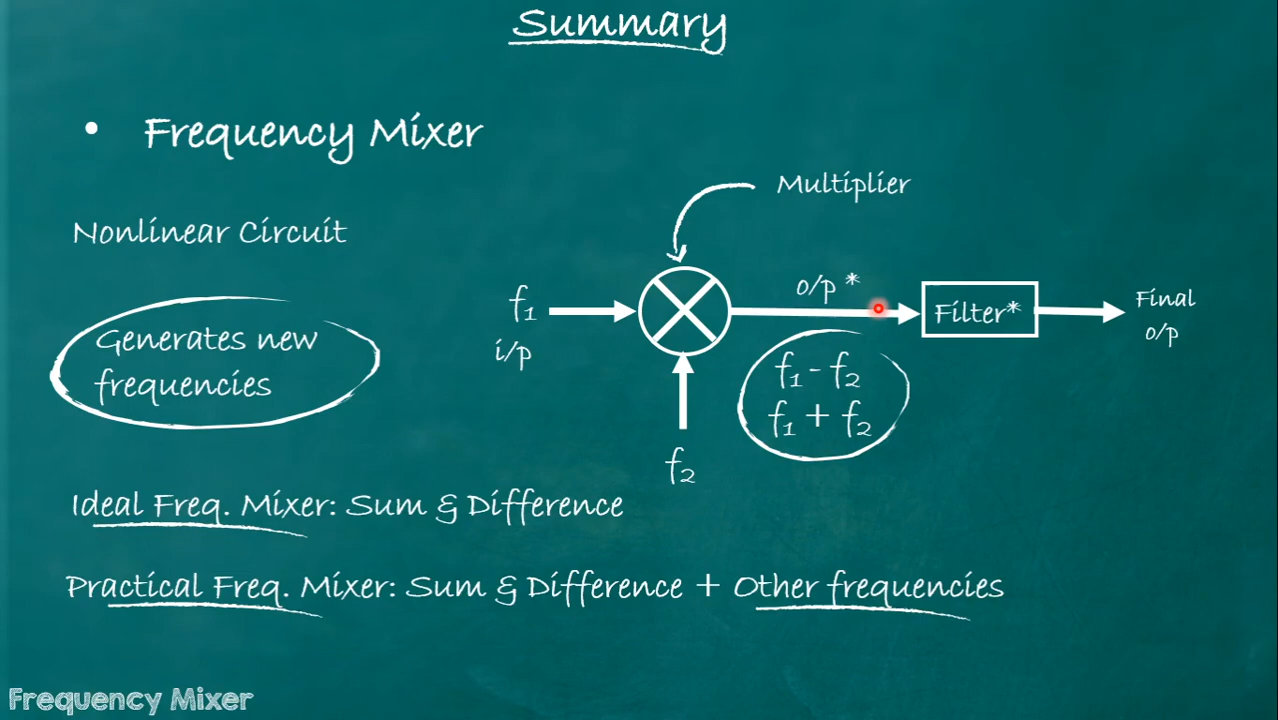 Summary
• Frequency Mixer
Multiplier
Nonlinear Circuit
o/p *
f₁
i/p
Filter*
Final
o/p
Generates new
frequencies
f₁ - f₂
f₁ + f₂
f₂
Ideal Freq. Mixer: Sum & Difference
Practical Freq. Mixer: Sum & Difference + Other frequencies
Frequency Mixer